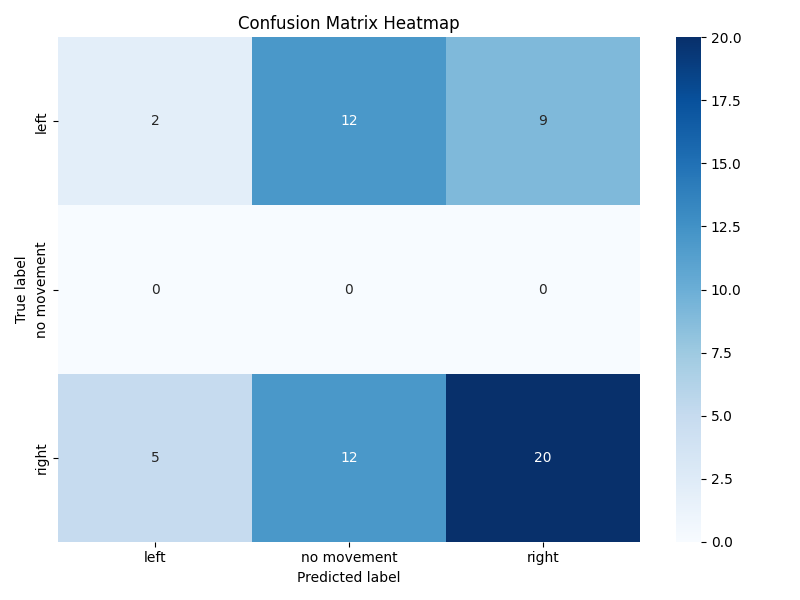 Confusion Matrix Heatmap
True label
left
2
12
9
no movement
0
0
0
right
5
12
20
left
no movement
right
Predicted label
20.0
17.5
15.0
12.5
10.0
7.5
5.0
2.5
0.0